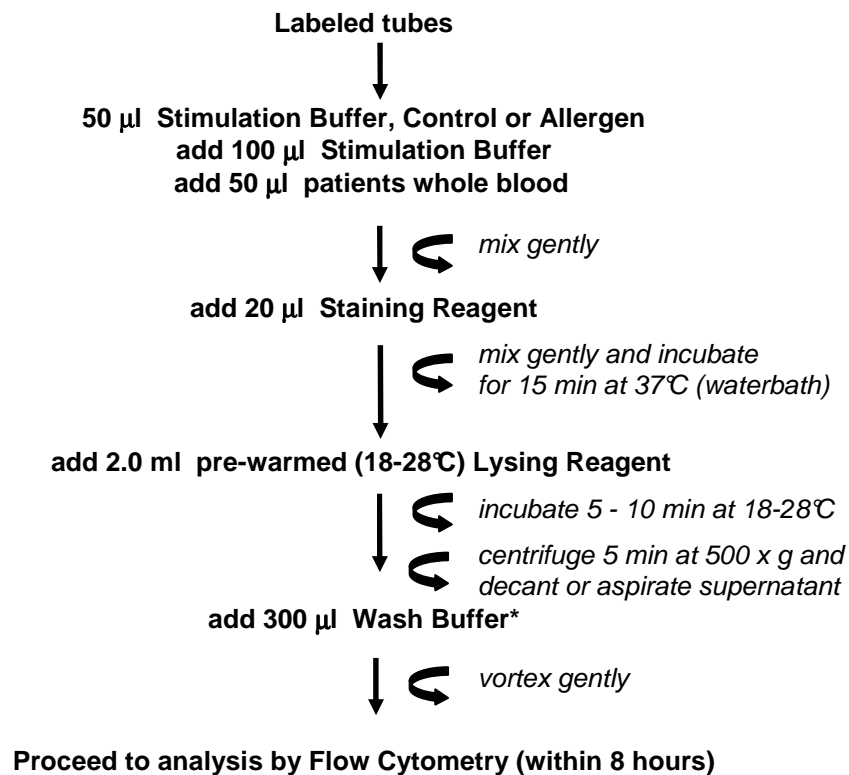 Labeled tubes
50 µl Stimulation Buffer, Control or Allergen
add 100 µl Stimulation Buffer
add 50 µl patients whole blood
mix gently
add 20 µl Staining Reagent
mix gently and incubate
for 15 min at 37°C (waterbath)
add 2.0 ml pre-warmed (18-28°C) Lysing Reagent
incubate 5 - 10 min at 18-28°C
centrifuge 5 min at 500 x g and
decant or aspirate supernatant
add 300 µl Wash Buffer*
vortex gently
Proceed to analysis by Flow Cytometry (within 8 hours)